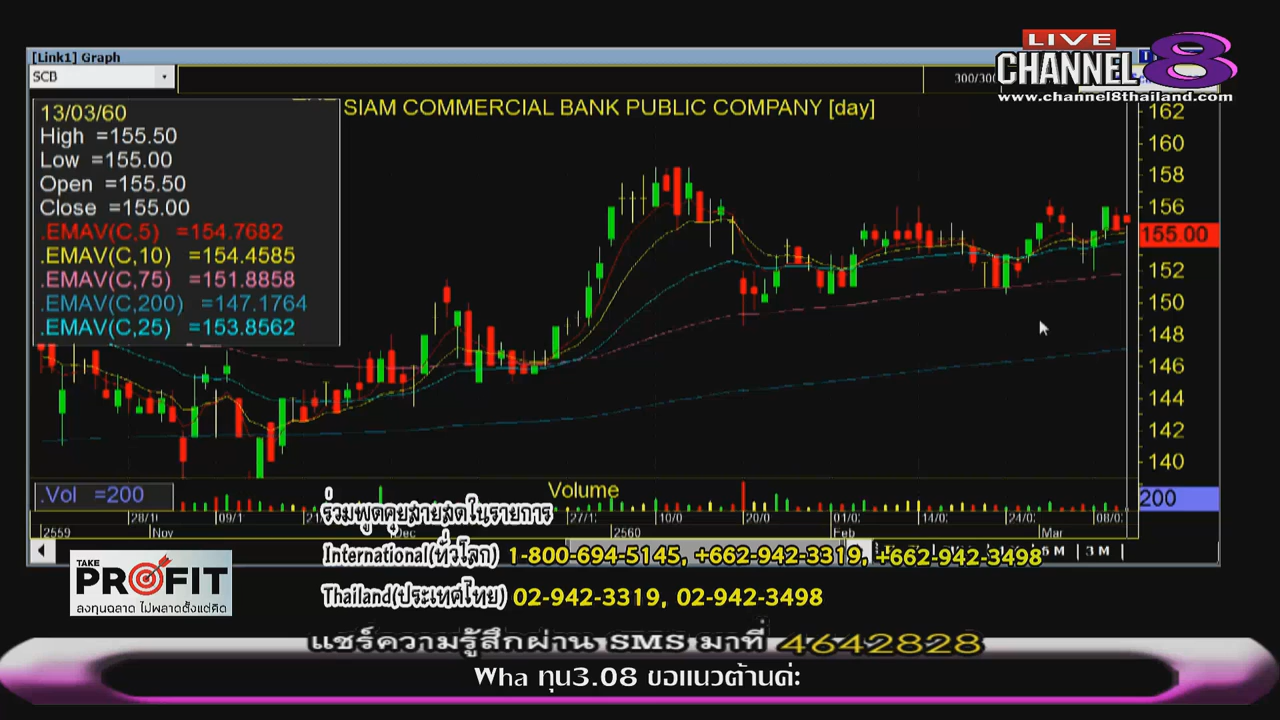 [Link1] Graph
SCB
300/300
LIVE
CHANNEL 8
www.channel8thailand.com
SIAM COMMERCIAL BANK PUBLIC COMPANY [day]
13/03/60
High =155.50
Low =155.00
Open =155.50
Close =155.00
.EMAV(C,5) =154.7682
.EMAV(C,10) =154.4585
.EMAV(C,75) =151.8858
.EMAV(C,200) =147.1764
.EMAV(C,25) =153.8562
162
160
158
156
155.00
152
150
148
146
144
142
140
.Vol =200
Volume
200
2559 Nov Dec 2560 Feb Mar
ร่วมพูดคุยสายสดในรายการ
International(ทั่วโลก) 1-800-694-5145, +662-942-3319, +662-942-3498
6 M 3 M
Thailand(ประเทศไทย) 02-942-3319, 02-942-3498
TAKE
PROFIT
ลงทุนฉลาด ไม่พลาดตั้งแต่คิด
แชร์ความรู้สึกผ่าน SMS มาที่ 4642828
Wha ทุน3.08 ขอแนวต้านค่ะ